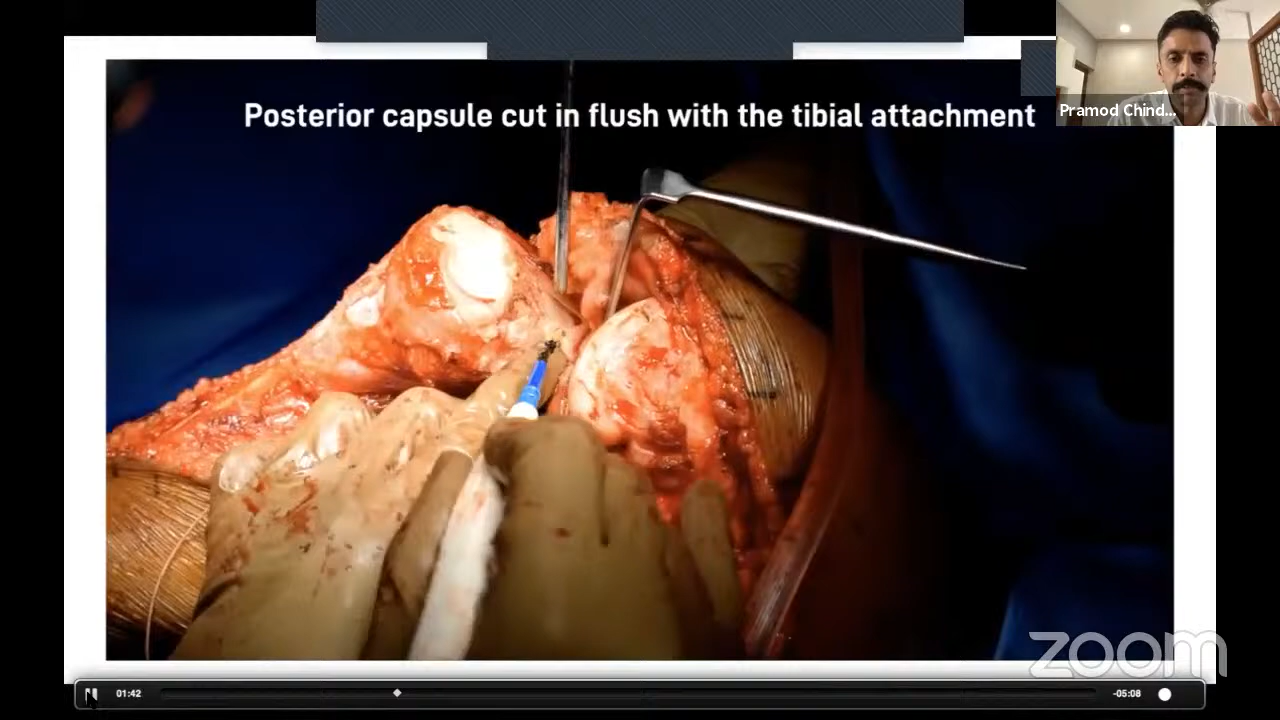 Posterior capsule cut in flush with the tibial attachment
Pramod Chind...
zoom
01:42
-05:08